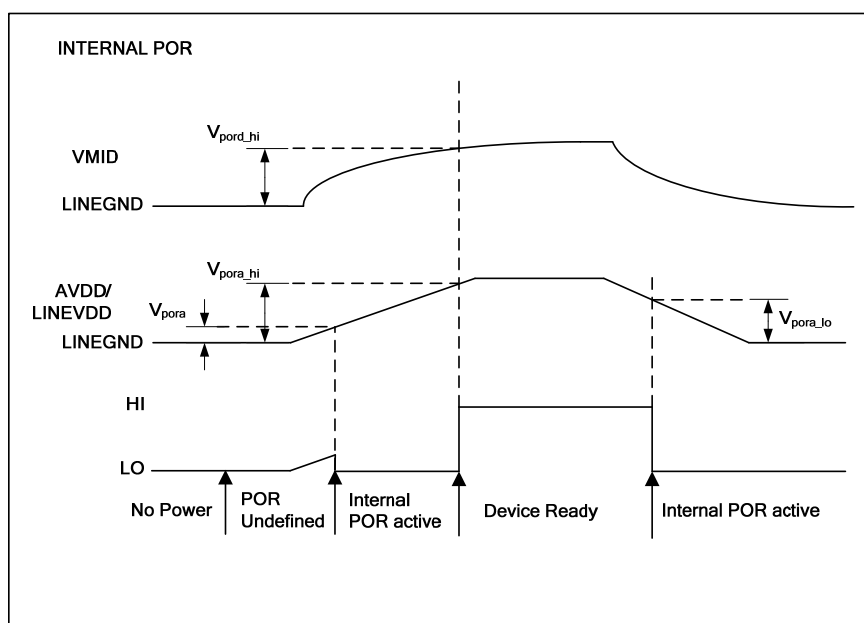 INTERNAL POR
Vpord_hi
VMID
LINEGND
Vpora_hi
AVDD/
LINEVDD
Vpora
LINEGND
Vpora_lo
HI
LO
No Power
POR
Undefined
Internal
POR active
Device Ready
Internal POR active